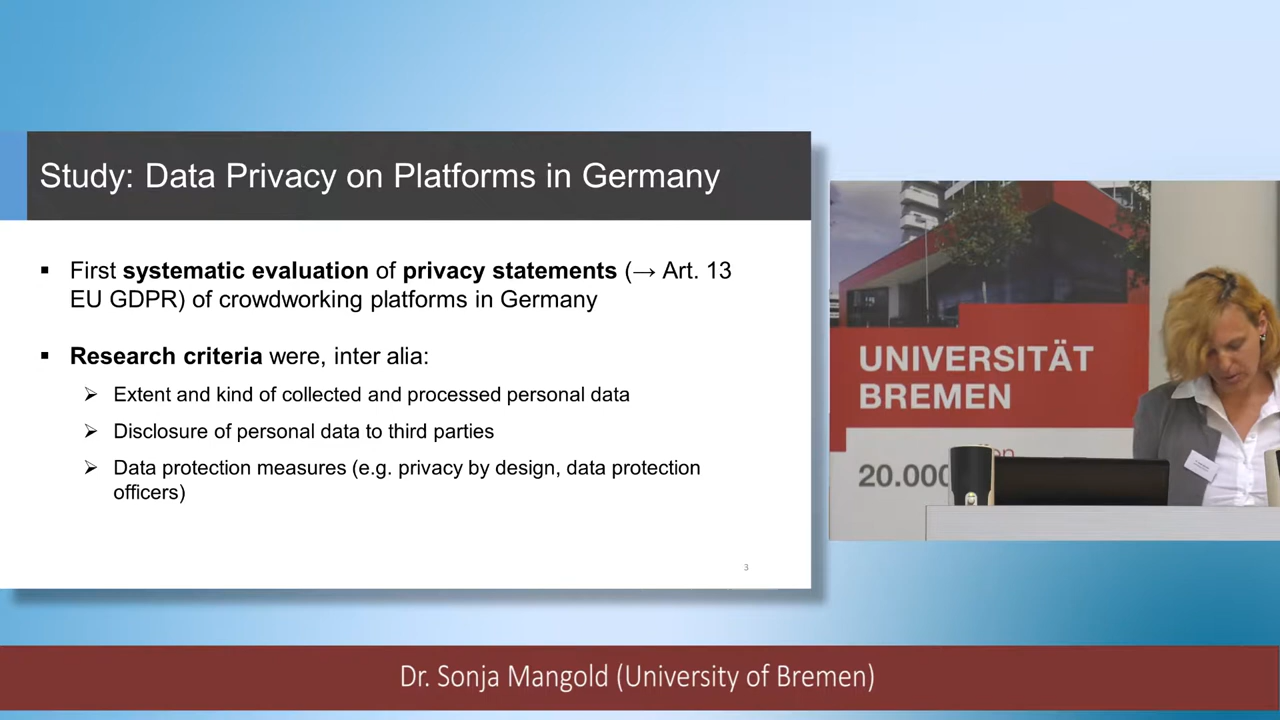 Study: Data Privacy on Platforms in Germany
▪ First systematic evaluation of privacy statements (→ Art. 13
EU GDPR) of crowdworking platforms in Germany
▪ Research criteria were, inter alia:
➢ Extent and kind of collected and processed personal data
➢ Disclosure of personal data to third parties
➢ Data protection measures (e.g. privacy by design, data protection
officers)
3
UNIVERSITÄT
BREMEN
20.000
Dr. Sonja Mangold (University of Bremen)